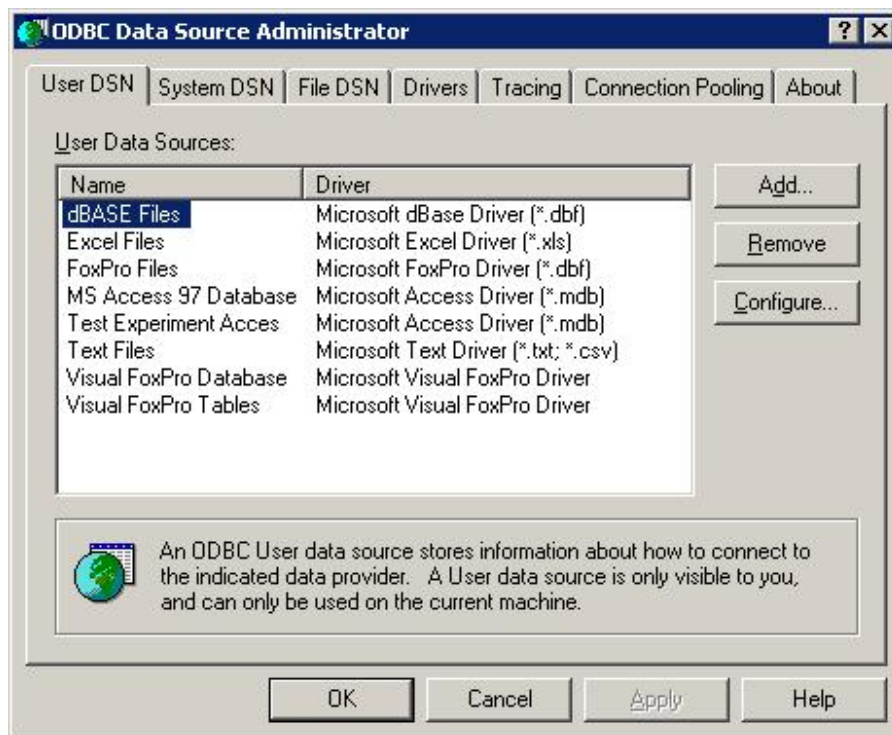 ODBC Data Source Administrator
User DSN System DSN File DSN Drivers Tracing Connection Pooling About
User Data Sources:
Name Driver
dBASE Files Microsoft dBase Driver (*.dbf)
Excel Files Microsoft Excel Driver (*.xls)
FoxPro Files Microsoft FoxPro Driver (*.dbf)
MS Access 97 Database Microsoft Access Driver (*.mdb)
Test Experiment Acces Microsoft Access Driver (*.mdb)
Text Files Microsoft Text Driver (*.txt; *.csv)
Visual FoxPro Database Microsoft Visual FoxPro Driver
Visual FoxPro Tables Microsoft Visual FoxPro Driver
Add...
Remove
Configure...
An ODBC User data source stores information about how to connect to
the indicated data provider. A User data source is only visible to you,
and can only be used on the current machine.
OK Cancel Apply Help